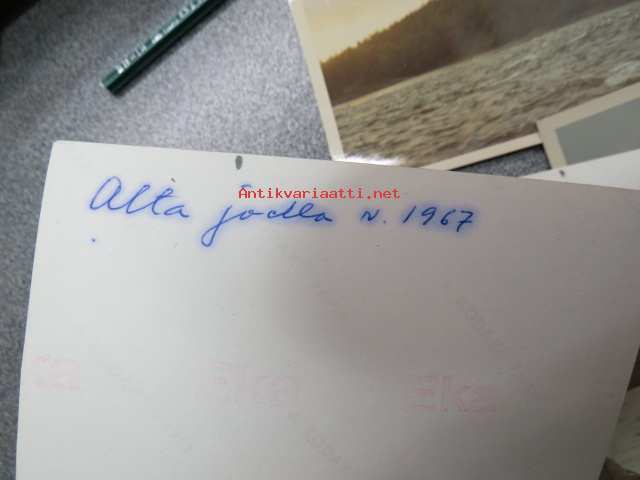 Antikvariaatti.net
Alta joella N. 1967